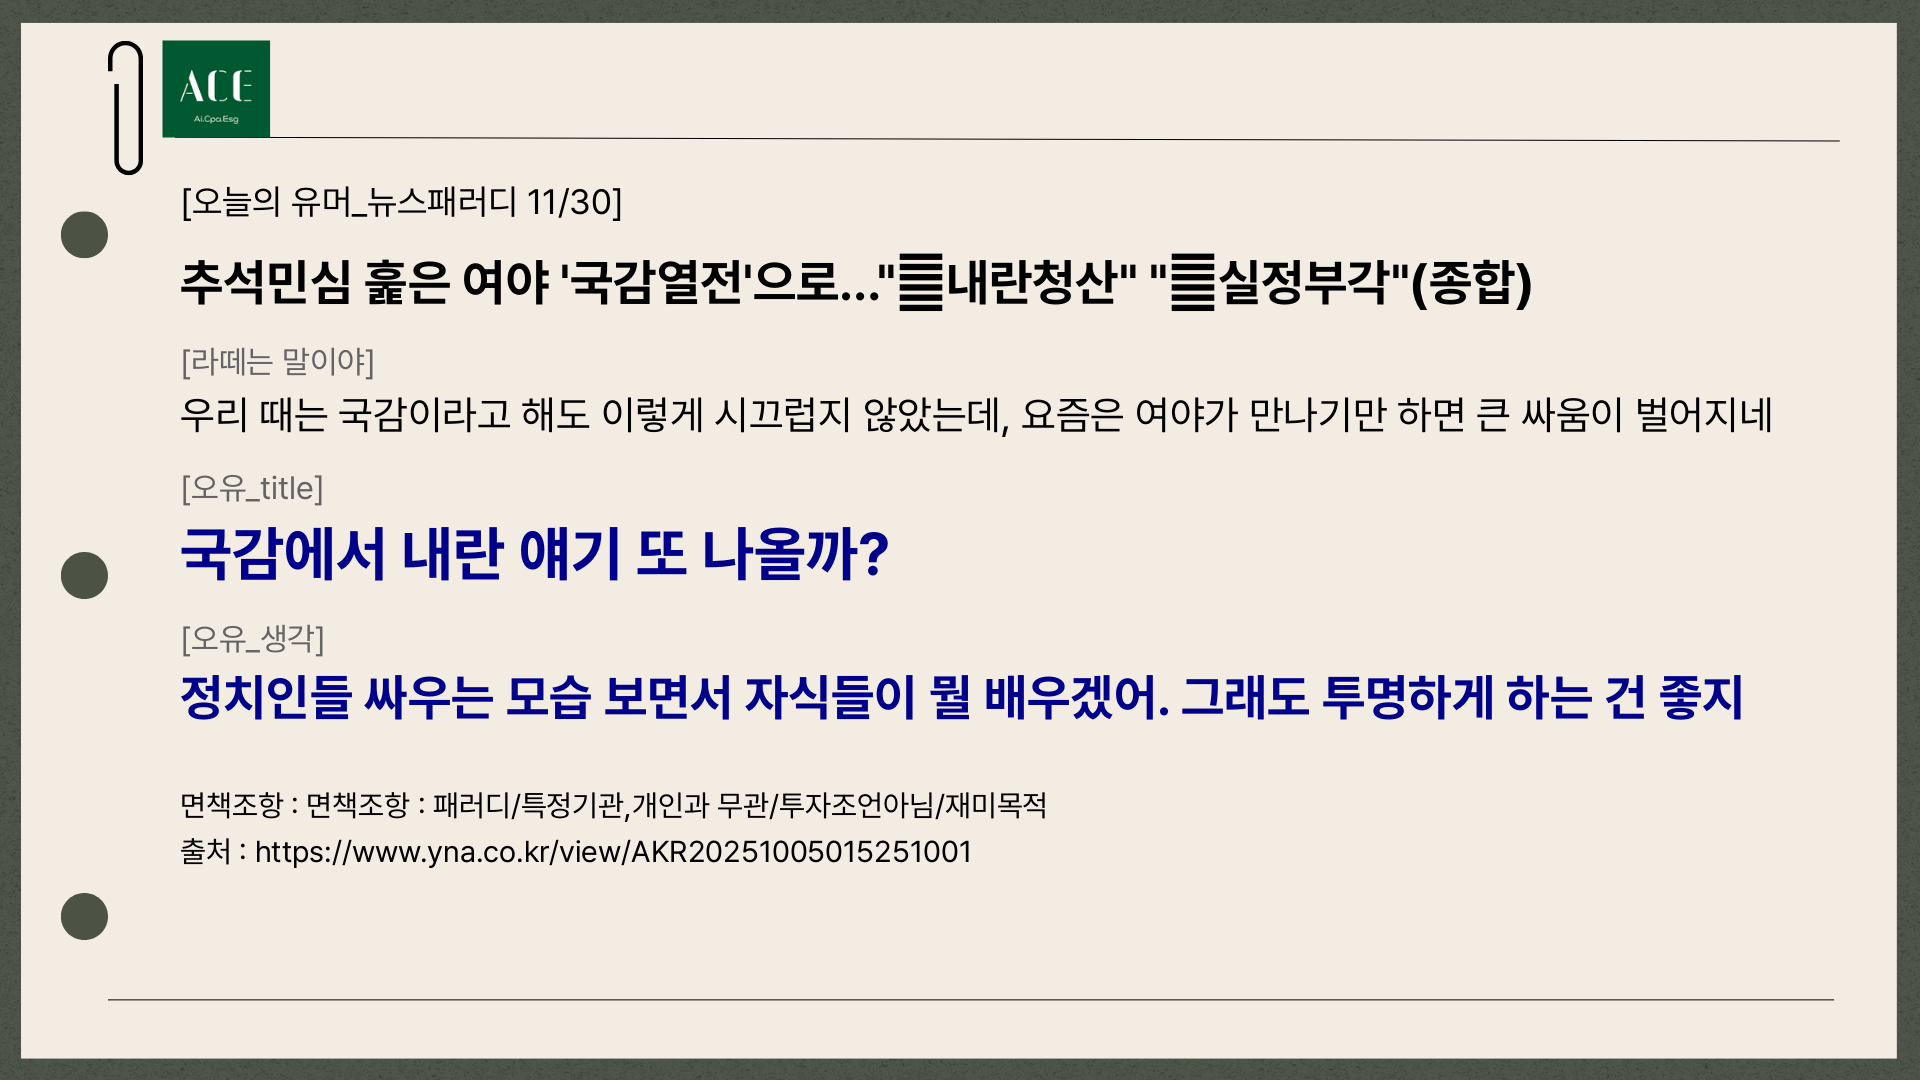 ACE
Ai.Cpa.Esg
[오늘의 유머_뉴스패러디 11/30]
추석민심 훑은 여야 '국감열전'으로..."내란청산" "실정부각"(종합)
[라떼는 말이야]
우리 때는 국감이라고 해도 이렇게 시끄럽지 않았는데, 요즘은 여야가 만나기만 하면 큰 싸움이 벌어지네
[오유_title]
국감에서 내란 얘기 또 나올까?
[오유_생각]
정치인들 싸우는 모습 보면서 자식들이 뭘 배우겠어. 그래도 투명하게 하는 건 좋지
면책조항 : 면책조항 : 패러디/특정기관,개인과 무관/투자조언아님/재미목적
출처 : https://www.yna.co.kr/view/AKR20251005015251001